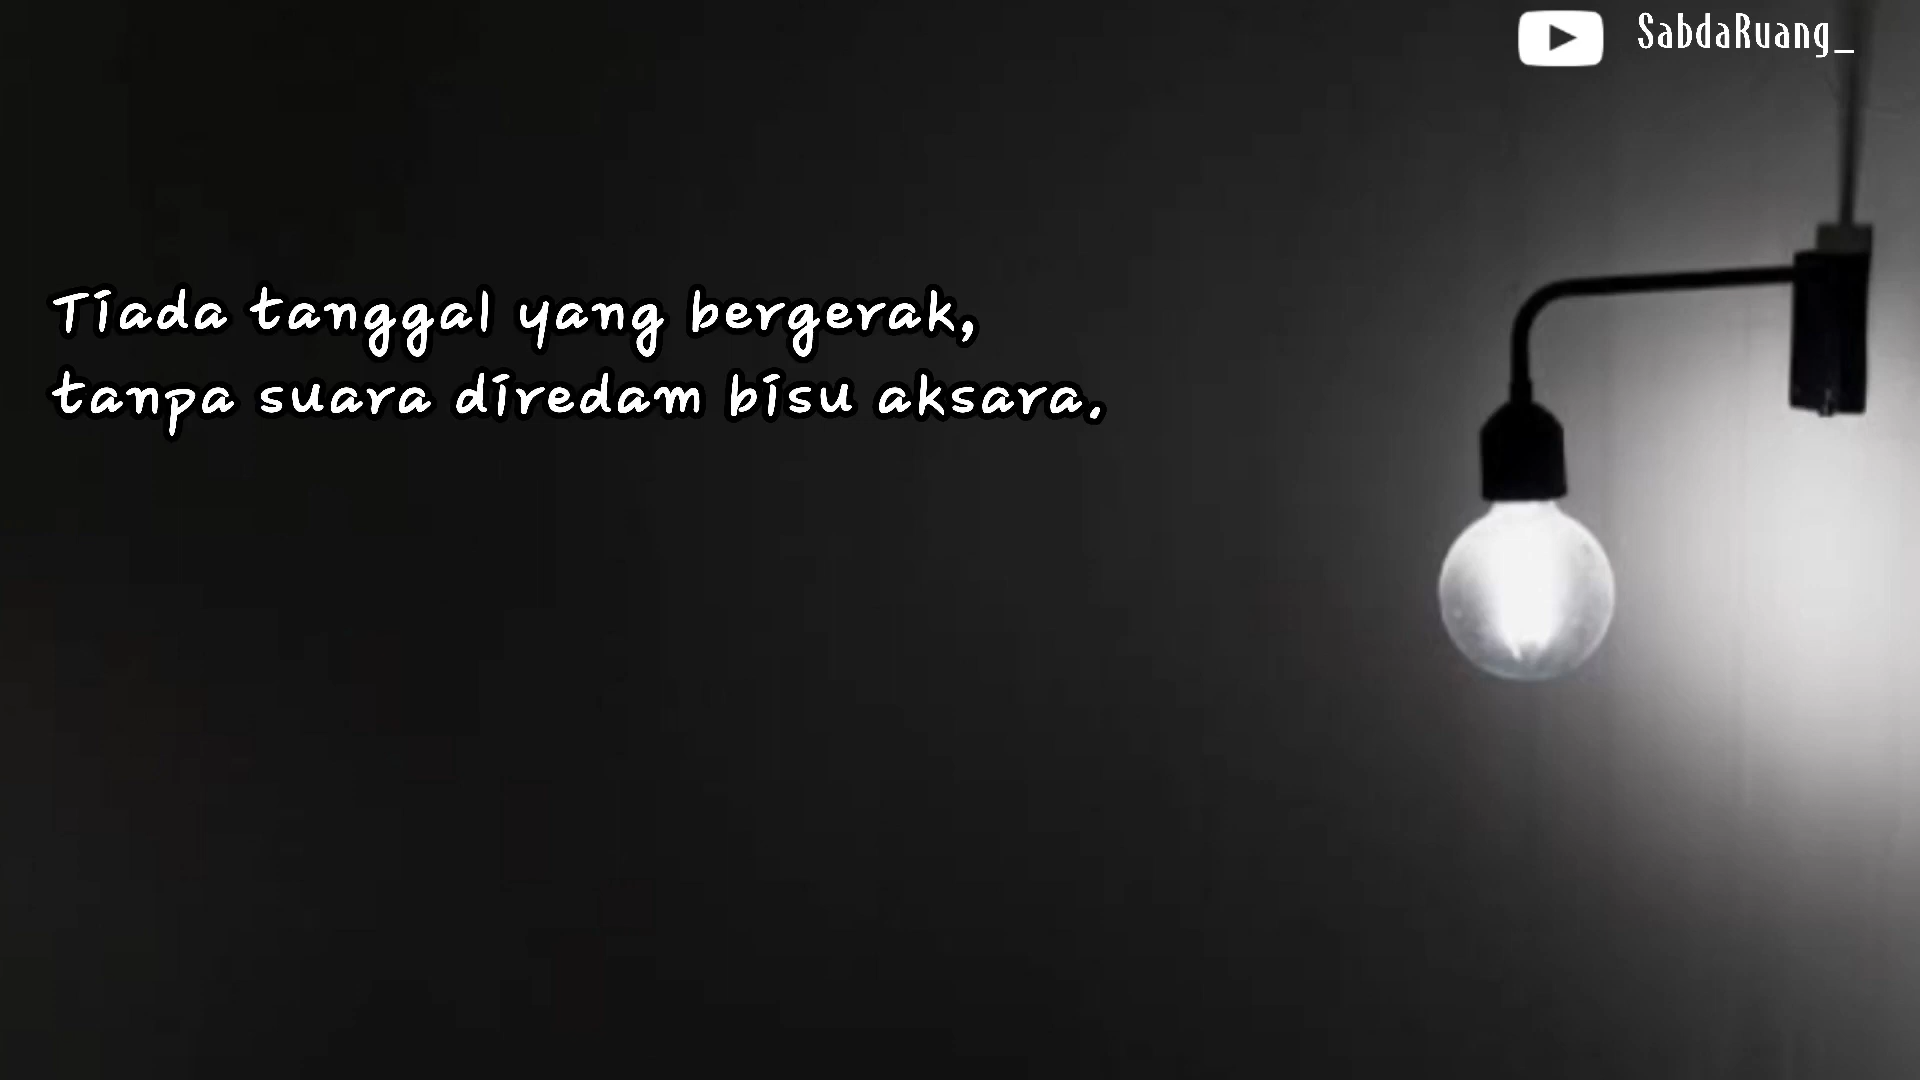 SabdaRuang_
Tiada tanggal yang bergerak,
tanpa suara diredam bisu aksara.